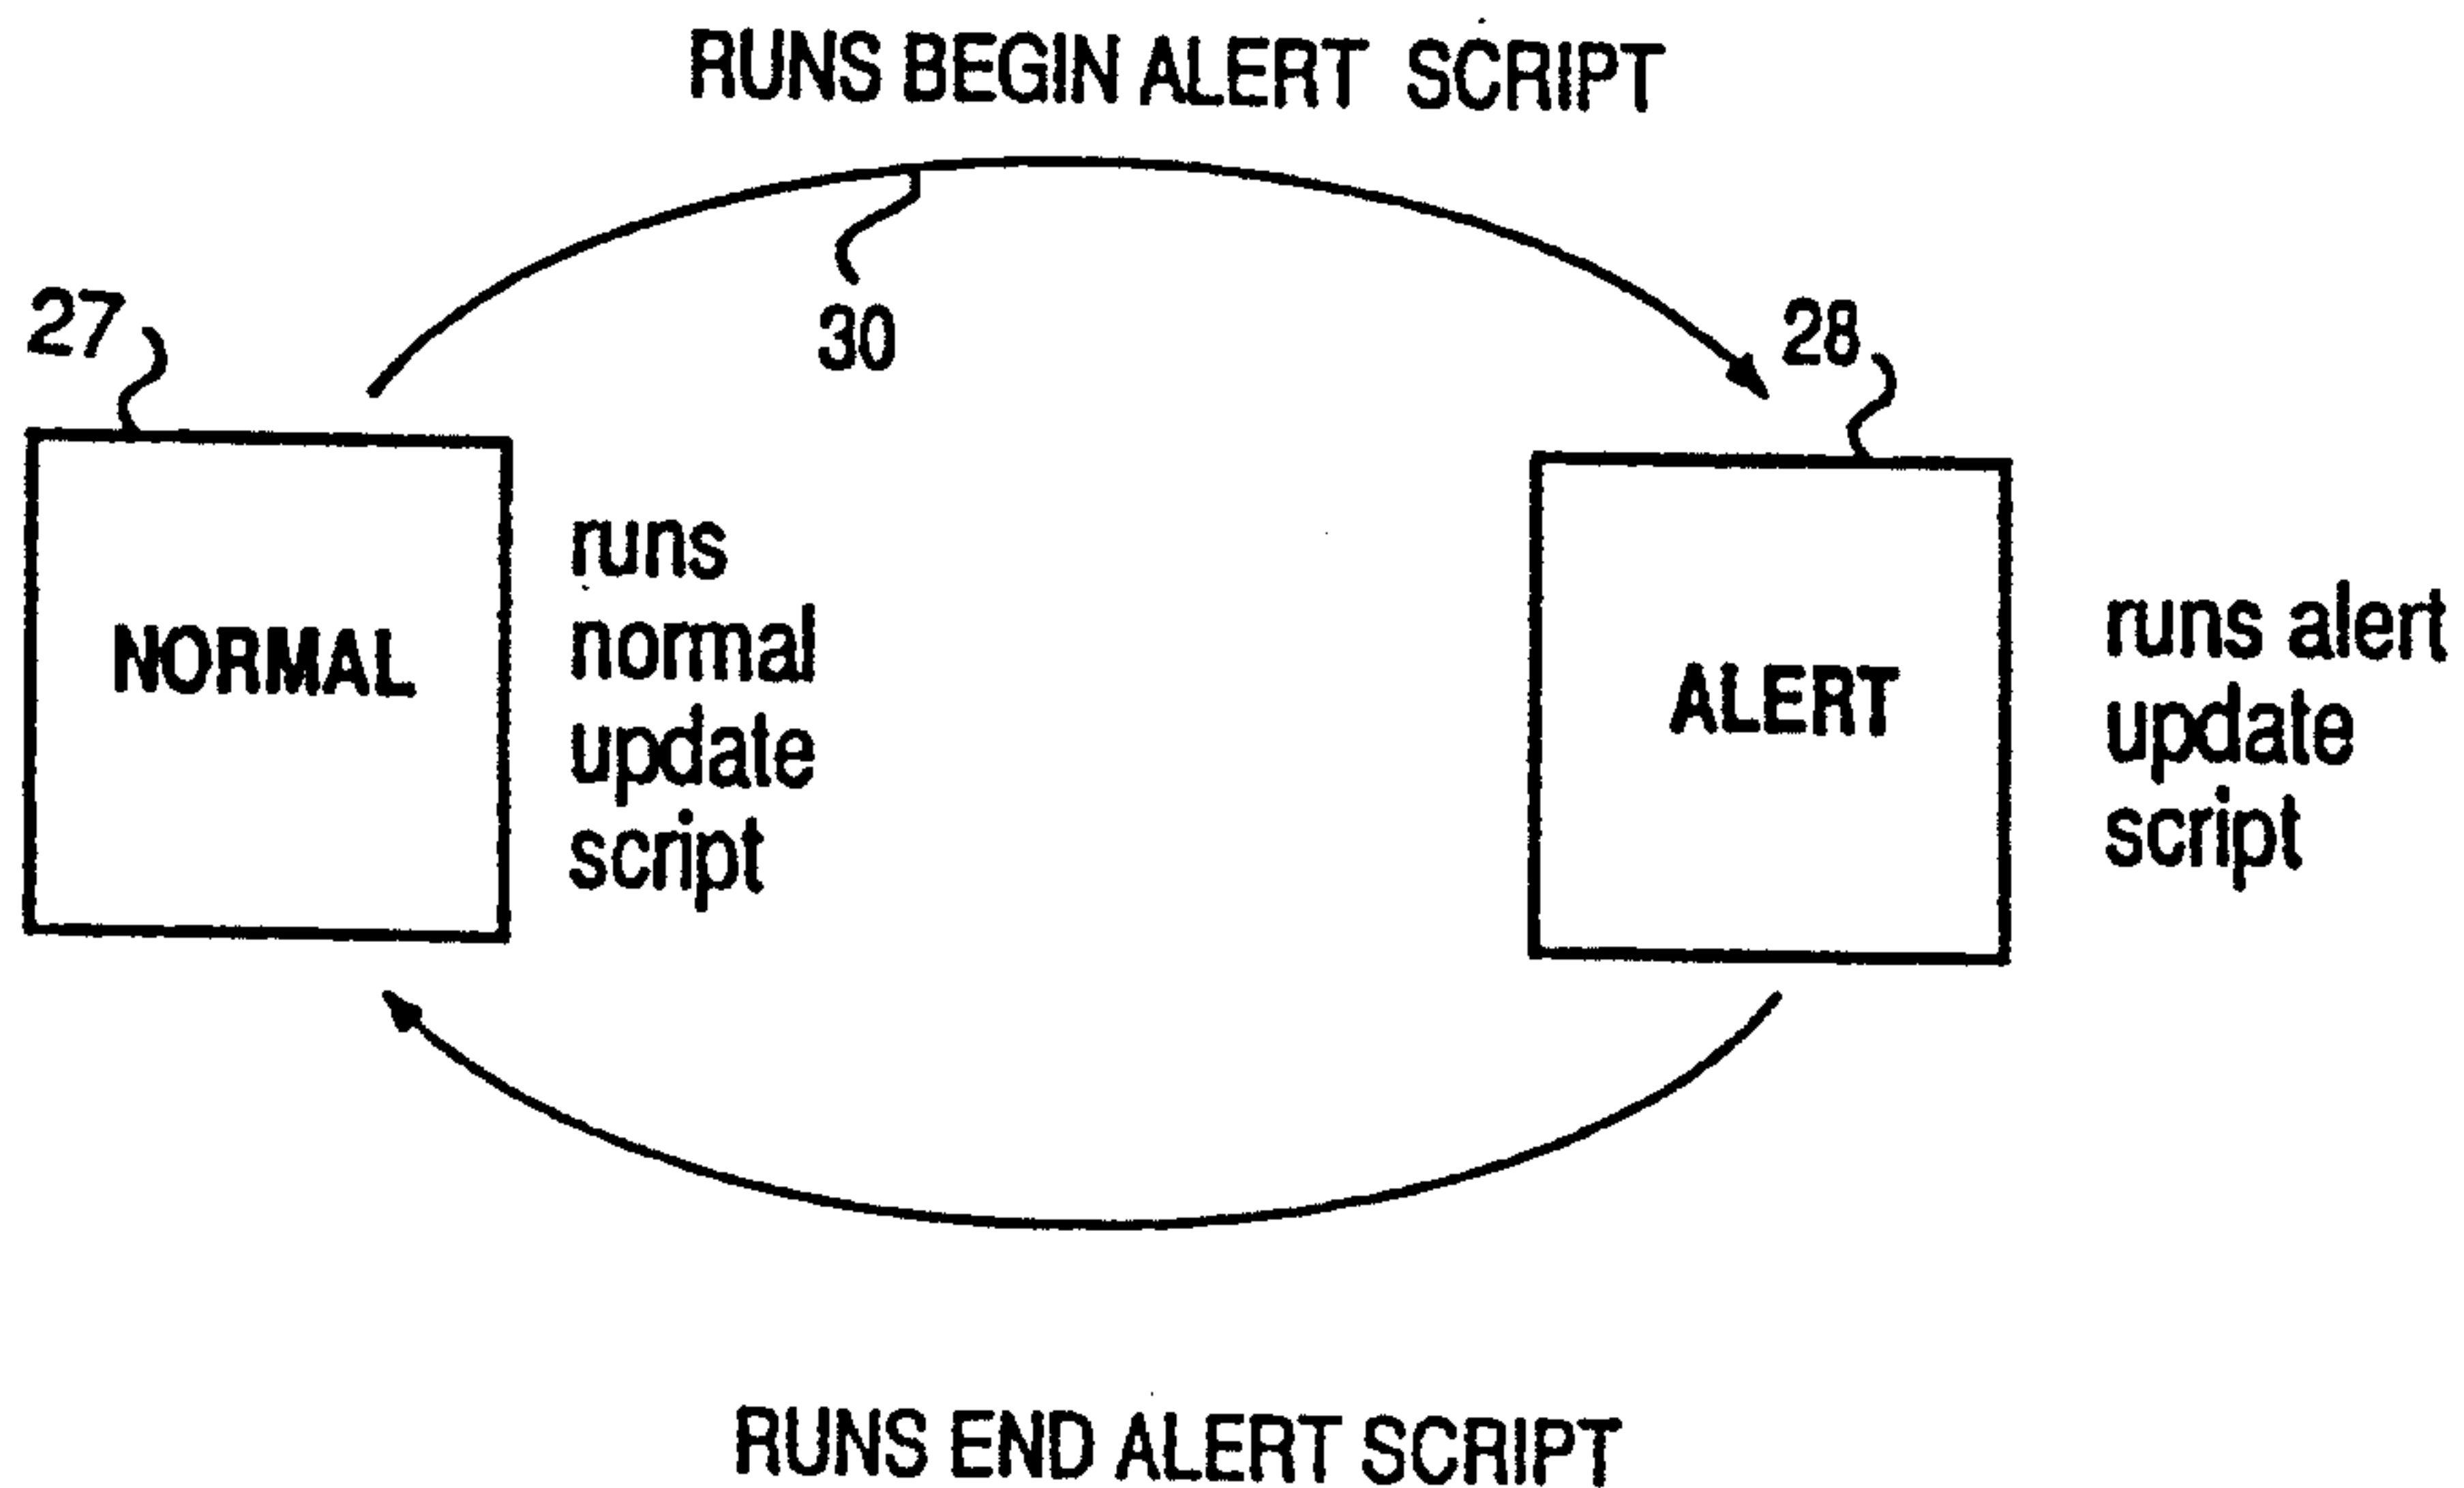 RUNS BEGIN ALERT SCRIPT
27
30
28
NORMAL
runs
normal
update
script
ALERT
runs alert
update
script
RUNS END ALERT SCRIPT